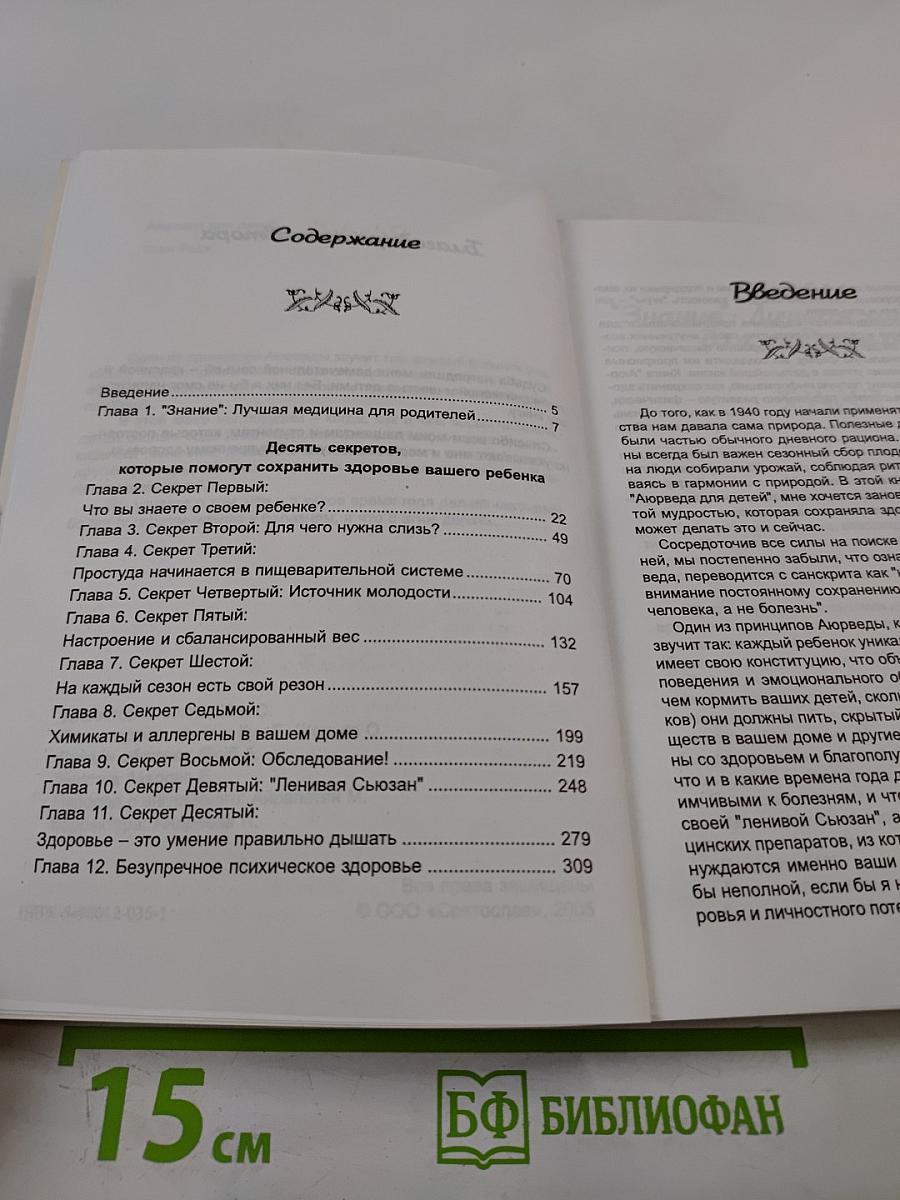 Содержание
Введение 5
Глава 1. "Знание": Лучшая медицина для родителей 7
Десять секретов,
которые помогут сохранить здоровье вашего ребенка
Глава 2. Секрет Первый:
Что вы знаете о своем ребенке? 22
Глава 3. Секрет Второй: Для чего нужна слизь? 49
Глава 4. Секрет Третий:
Простуда начинается в пищеварительной системе 70
Глава 5. Секрет Четвертый: Источник молодости 104
Глава 6. Секрет Пятый:
Настроение и сбалансированный вес 132
Глава 7. Секрет Шестой:
На каждый сезон есть свой резон 157
Глава 8. Секрет Седьмой:
Химикаты и аллергены в вашем доме 199
Глава 9. Секрет Восьмой: Обследование! 219
Глава 10. Секрет Девятый: "Ленивая Сьюзан" 248
Глава 11. Секрет Десятый:
Здоровье – это умение правильно дышать 279
Глава 12. Безупречное психическое здоровье 309
Все права защищены
© ООО «Святослав», 2005
Введение
До того, как в 1940 году начали применят
ства нам давала сама природа. Полезные
были частью обычного дневного рациона.
ны всегда был важен сезонный сбор плод
на люди собирали урожай, соблюдая рит
ваясь в гармонии с природой. В этой кн
"Аюрведа для детей", мне хочется занов
той мудростью, которая сохраняла здо
может делать это и сейчас.
Сосредоточив все силы на поиске
ней, мы постепенно забыли, что озна
веда, переводится с санскрита как "н
внимание постоянному сохранению
человека, а не болезнь".
Один из принципов Аюрведы, к
звучит так: каждый ребенок уника
имеет свою конституцию, что объ
поведения и эмоционального о
чем кормить ваших детей, скол
ков) они должны пить, скрытый
ществ в вашем доме и другие
ны со здоровьем и благополу
что и в какие времена года д
имчивыми к болезням, и чт
своей "ленивой Сьюзан", а
цинских препаратов, из кот
нуждаются именно ваши
бы неполной, если бы я н
ровья и личностного поте
15 см
БФ БИБЛИОФАН